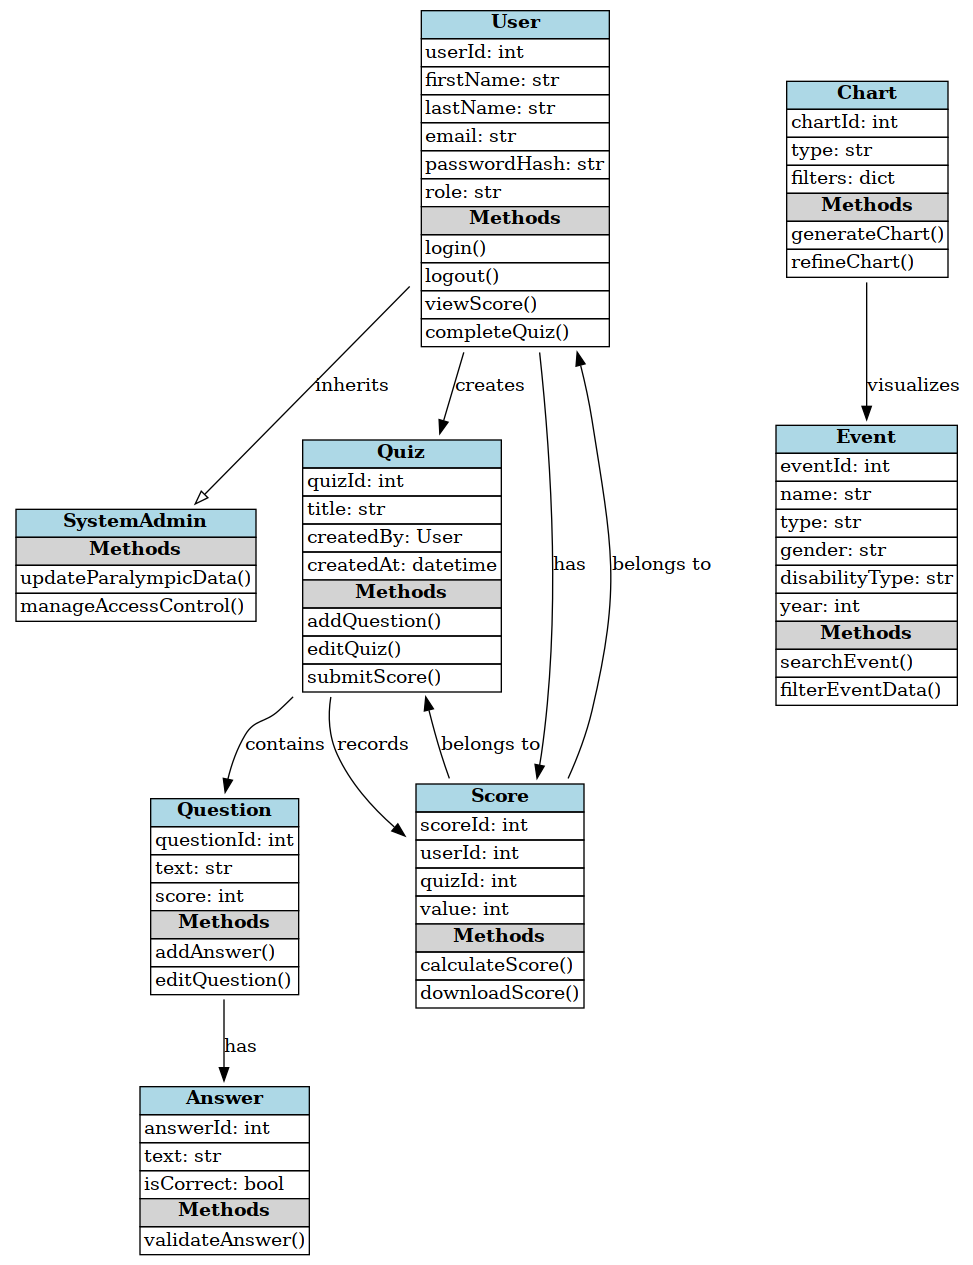 User
userId: int
firstName: str
lastName: str
email: str
passwordHash: str
role: str
Methods
login()
logout()
viewScore()
completeQuiz()
Chart
chartId: int
type: str
filters: dict
Methods
generateChart()
refineChart()
inherits
creates
has
belongs to
visualizes
SystemAdmin
Methods
updateParalympicData()
manageAccessControl()
Quiz
quizId: int
title: str
createdBy: User
createdAt: datetime
Methods
addQuestion()
editQuiz()
submitScore()
Event
eventId: int
name: str
type: str
gender: str
disabilityType: str
year: int
Methods
searchEvent()
filterEventData()
contains
records
belongs to
Question
questionId: int
text: str
score: int
Methods
addAnswer()
editQuestion()
Score
scoreId: int
userId: int
quizId: int
value: int
Methods
calculateScore()
downloadScore()
has
Answer
answerId: int
text: str
isCorrect: bool
Methods
validateAnswer()